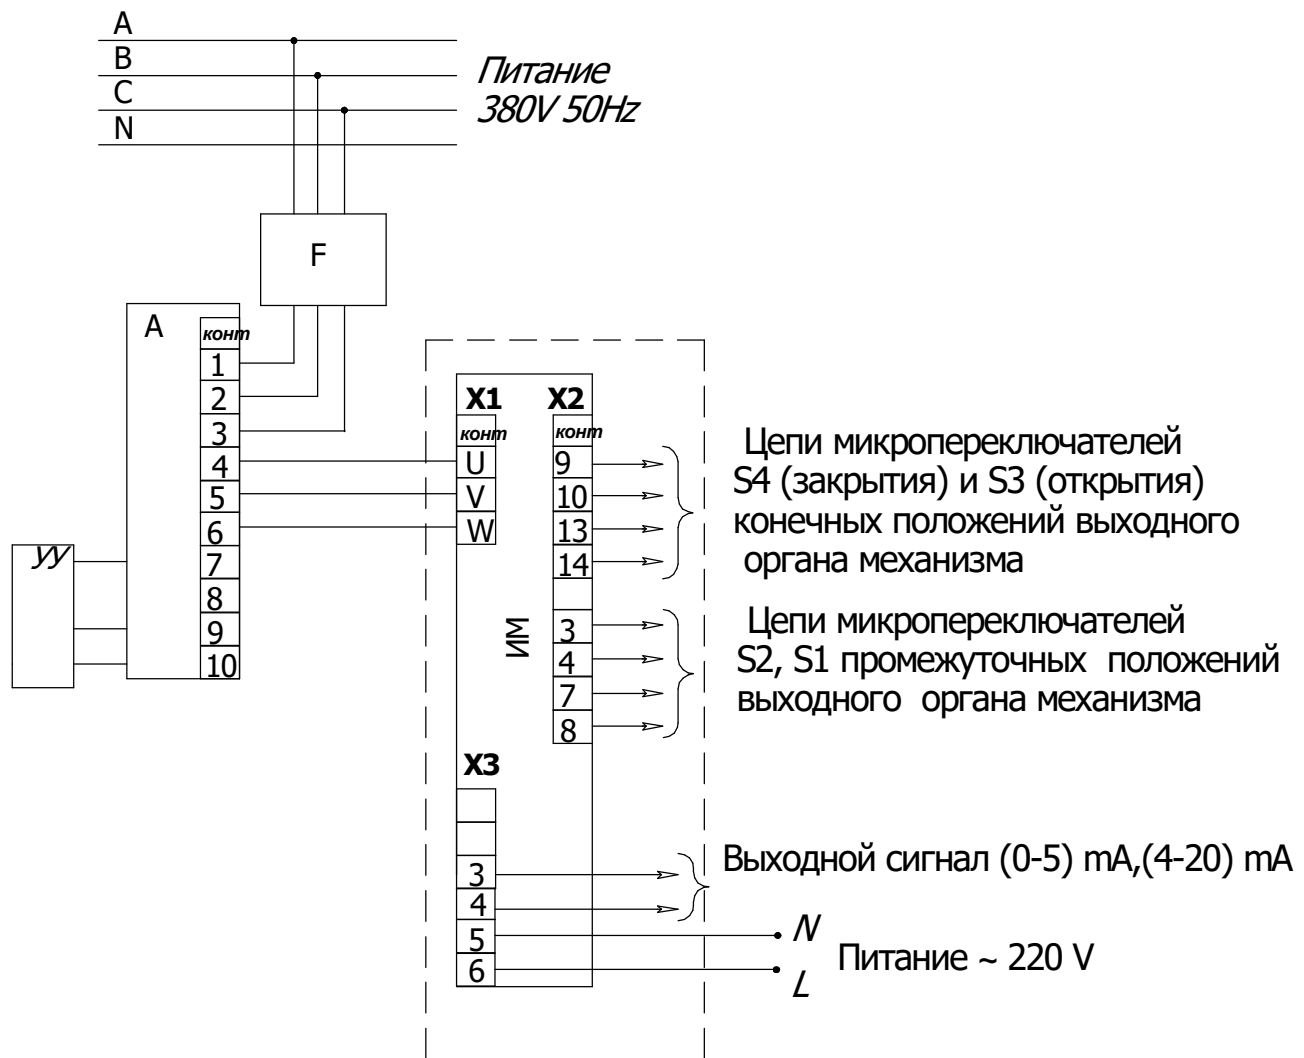 A
B
C
N
Питание
380V 50Hz
F
A
конт
1
2
3
4
5
6
7
8
9
10
УУ
X1
конт
U
V
W
X2
конт
9
10
13
14
3
4
7
8
ИМ
X3
3
4
5
6
Цепи микропереключателей
S4 (закрытия) и S3 (открытия)
конечных положений выходного
органа механизма
Цепи микропереключателей
S2, S1 промежуточных положений
выходного органа механизма
Выходной сигнал (0-5) mA,(4-20) mA
N
Питание ~ 220 V
L